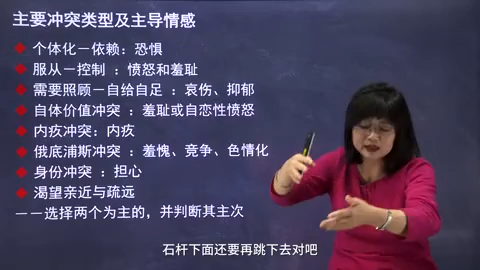 主要冲突类型及主导情感
◆ 个体化－依赖：恐惧
◆ 服从－控制 ：愤怒和羞耻
◆ 需要照顾－自给自足 ：哀伤、抑郁
◆ 自体价值冲突 ：羞耻或自恋性愤怒
◆ 内疚冲突：内疚
◆ 俄底浦斯冲突 ：羞愧、竞争、色情化
◆ 身份冲突 ：担心
◆ 渴望亲近与疏远
－－选择两个为主的，并判断其主次
石杆下面还要再跳下去对吧